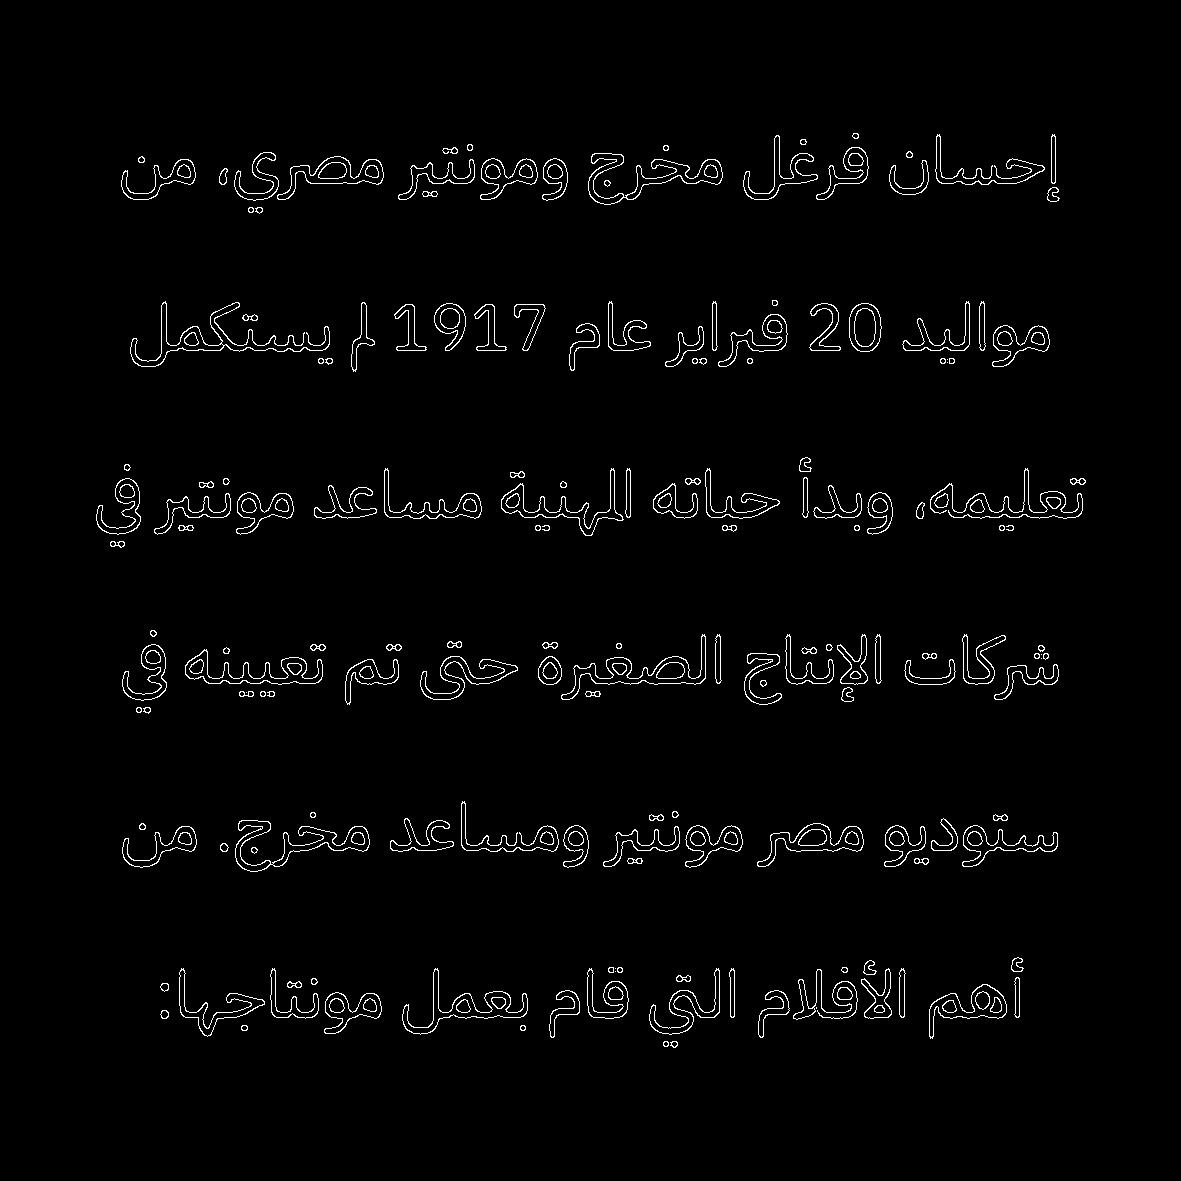 إحسان فرغل مخرج ومونتير مصري، من
مواليد 20 فبراير عام 1917 لم يستكمل
تعليمه، وبدأ حياته المهنية مساعد مونتير في
شركات الإنتاج الصغيرة حتى تم تعيينه في
ستوديو مصر مونتير ومساعد مخرج. من
أهم الأفلام التي قام بعمل مونتاجها: